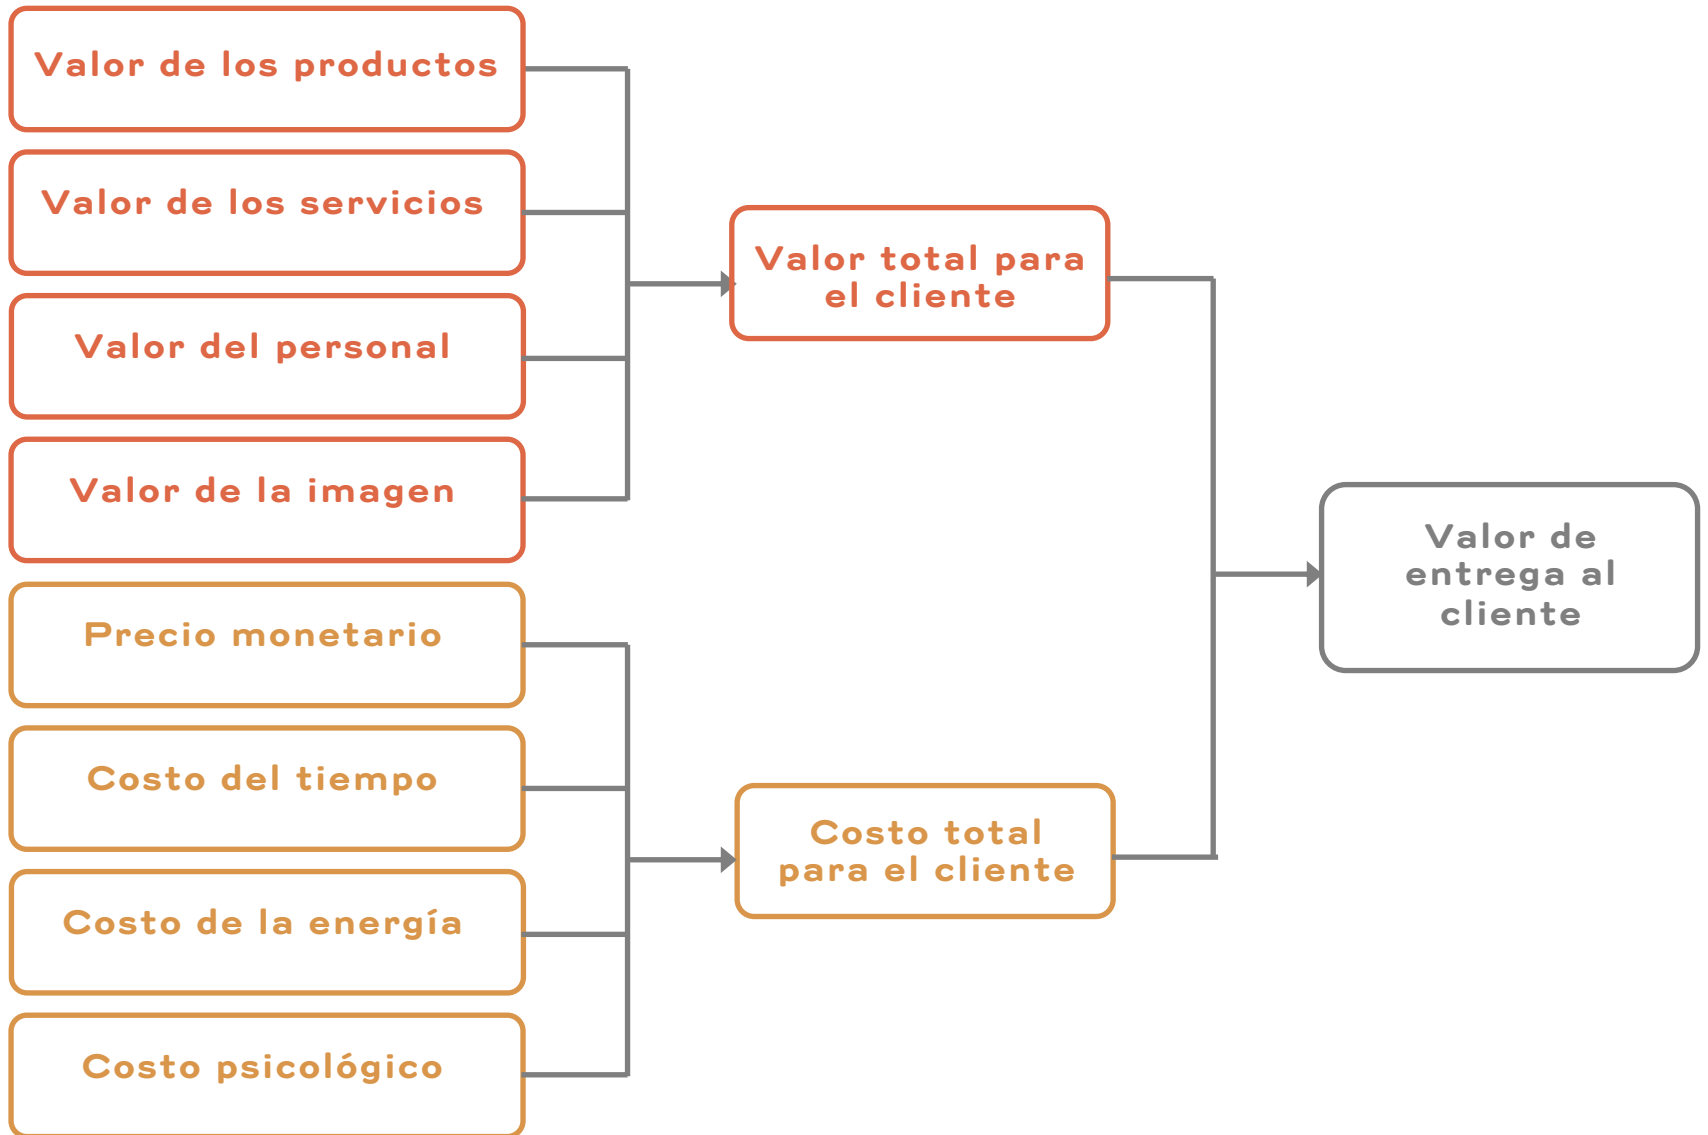 Valor de los productos
Valor de los servicios
Valor del personal
Valor de la imagen
Precio monetario
Costo del tiempo
Costo de la energía
Costo psicológico
Valor total para
el cliente
Costo total
para el cliente
Valor de
entrega al
cliente